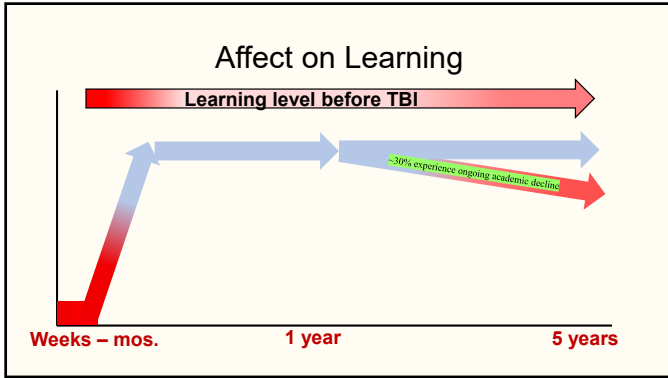 Affect on Learning
Learning level before TBI
~30% experience ongoing academic decline
Weeks – mos.
1 year
5 years